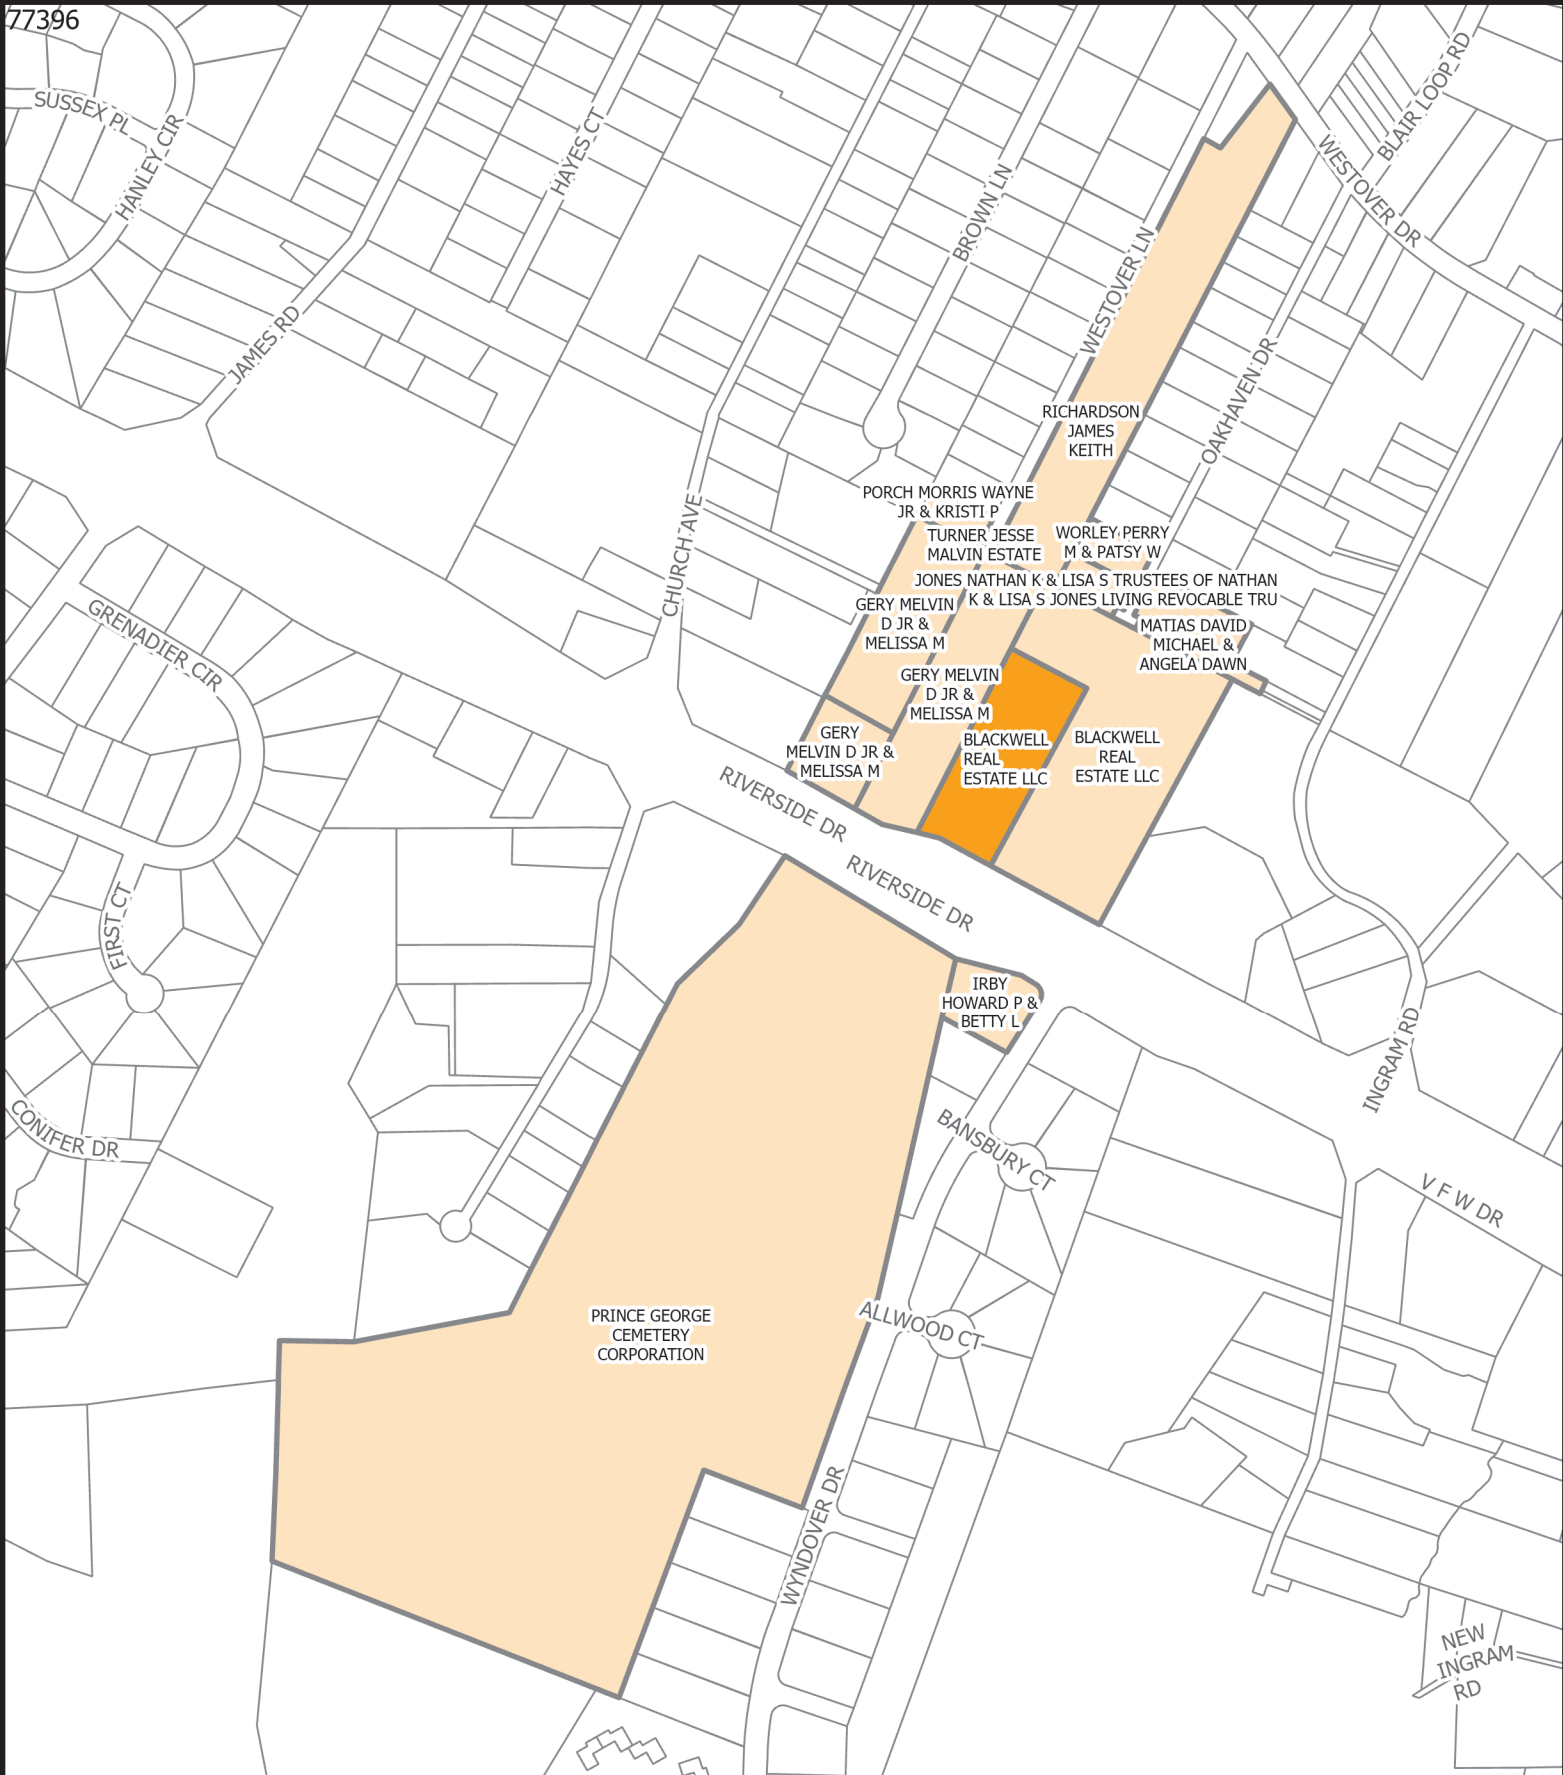 77396
SUSSEX PL
HANLEY CIR
HAYES CT
BLAIR LOOP RD
WESTOVER DR
BROWN LN
WESTOVER LN
JAMES RD
OAKHAVEN DR
RICHARDSON
JAMES
KEITH
PORCH MORRIS WAYNE
JR & KRISTI P
TURNER JESSE
MALVIN ESTATE
WORLEY PERRY
M & PATSY W
CHURCH AVE
JONES NATHAN K & LISA S TRUSTEES OF NATHAN
K & LISA S JONES LIVING REVOCABLE TRU
GERY MELVIN
D JR &
MELISSA M
MATIAS DAVID
MICHAEL &
ANGELA DAWN
GRENADIER CIR
GERY MELVIN
D JR &
MELISSA M
GERY
MELVIN D JR &
MELISSA M
BLACKWELL
REAL
ESTATE LLC
BLACKWELL
REAL
ESTATE LLC
RIVERSIDE DR
RIVERSIDE DR
FIRST CT
IRBY
HOWARD P &
BETTY L
INGRAM RD
CONIFER DR
BANSBURY CT
V F W DR
ALLWOOD CT
PRINCE GEORGE
CEMETERY
CORPORATION
WYNDOVER DR
NEW
INGRAM
RD